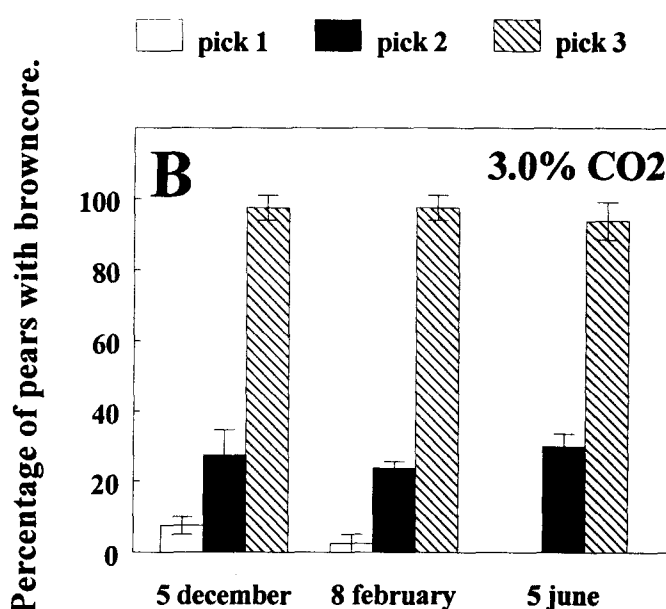 pick 1 pick 2 pick 3
Percentage of pears with browncore.
B 3.0% CO2
100
80
60
40
20
0
5 december 8 february 5 june